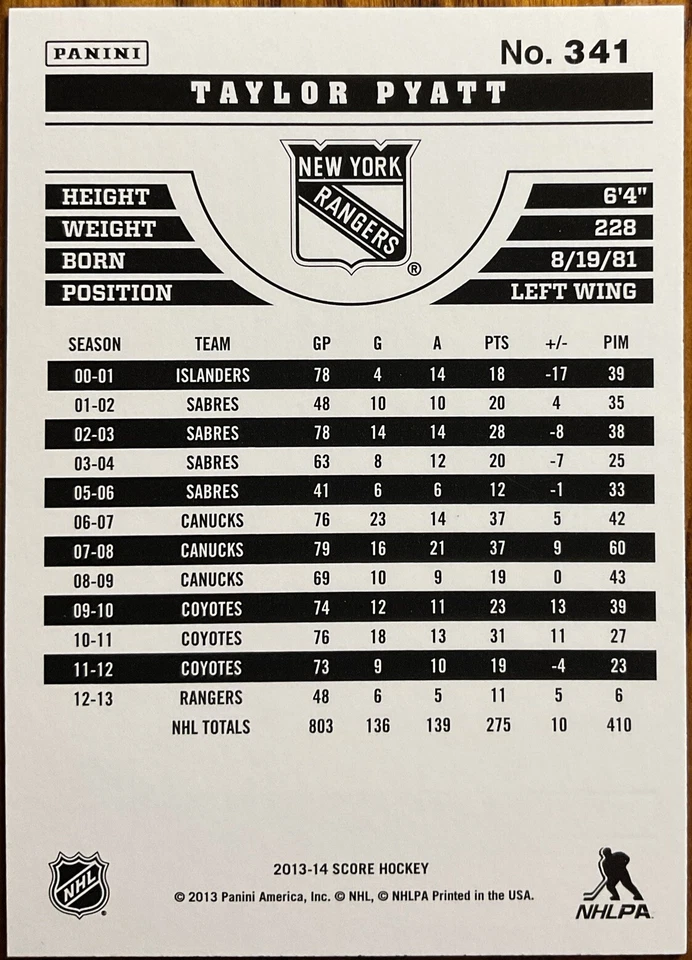 PANINI
No. 341
TAYLOR PYATT
NEW YORK
RANGERS
®
HEIGHT 6'4"
WEIGHT 228
BORN 8/19/81
POSITION LEFT WING
SEASON TEAM GP G A PTS +/- PIM
00-01 ISLANDERS 78 4 14 18 -17 39
01-02 SABRES 48 10 10 20 4 35
02-03 SABRES 78 14 14 28 -8 38
03-04 SABRES 63 8 12 20 -7 25
05-06 SABRES 41 6 6 12 -1 33
06-07 CANUCKS 76 23 14 37 5 42
07-08 CANUCKS 79 16 21 37 9 60
08-09 CANUCKS 69 10 9 19 0 43
09-10 COYOTES 74 12 11 23 13 39
10-11 COYOTES 76 18 13 31 11 27
11-12 COYOTES 73 9 10 19 -4 23
12-13 RANGERS 48 6 5 11 5 6
NHL TOTALS 803 136 139 275 10 410
2013-14 SCORE HOCKEY
© 2013 Panini America, Inc. © NHL, © NHLPA Printed in the USA.
NHL
NHLPA